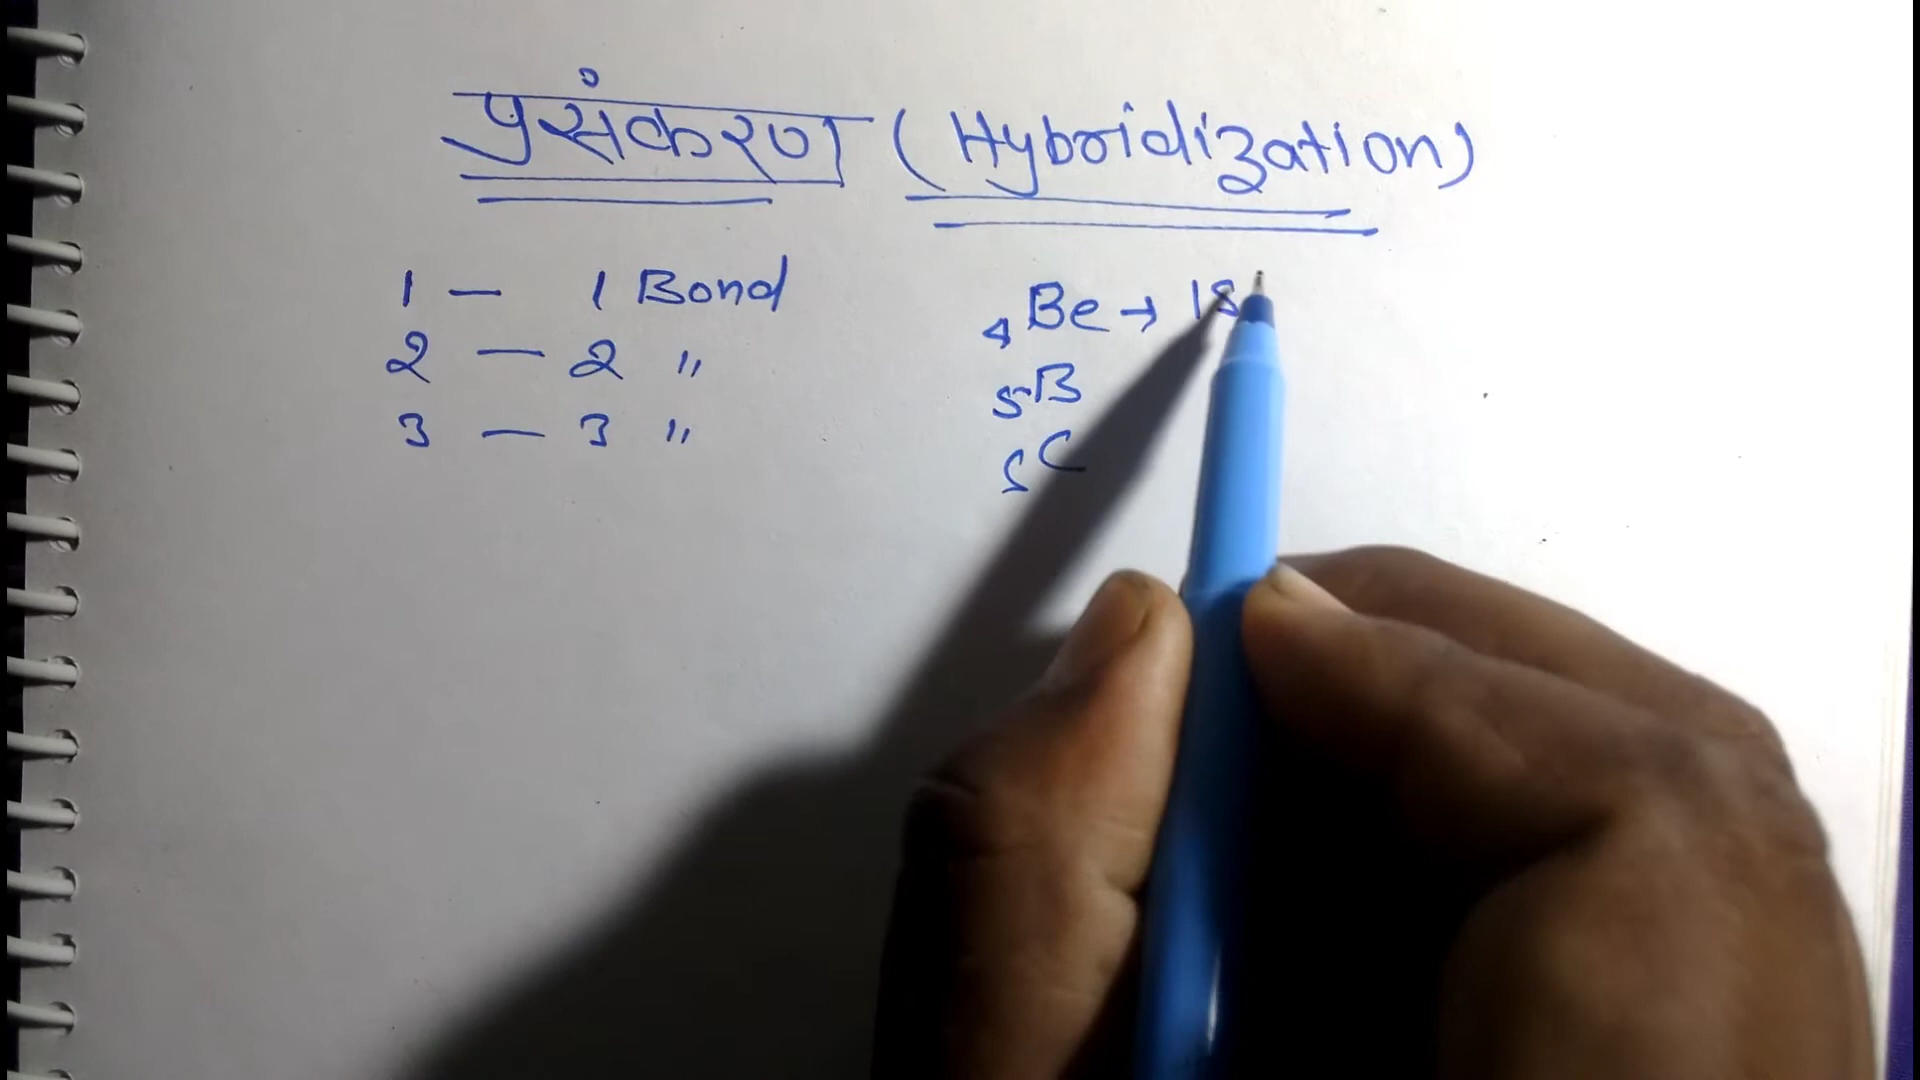 प्रसंकरण (Hybridization)
1 — 1 Bond
2 — 2 "
3 — 3 "
4Be → 1s
5B
6C